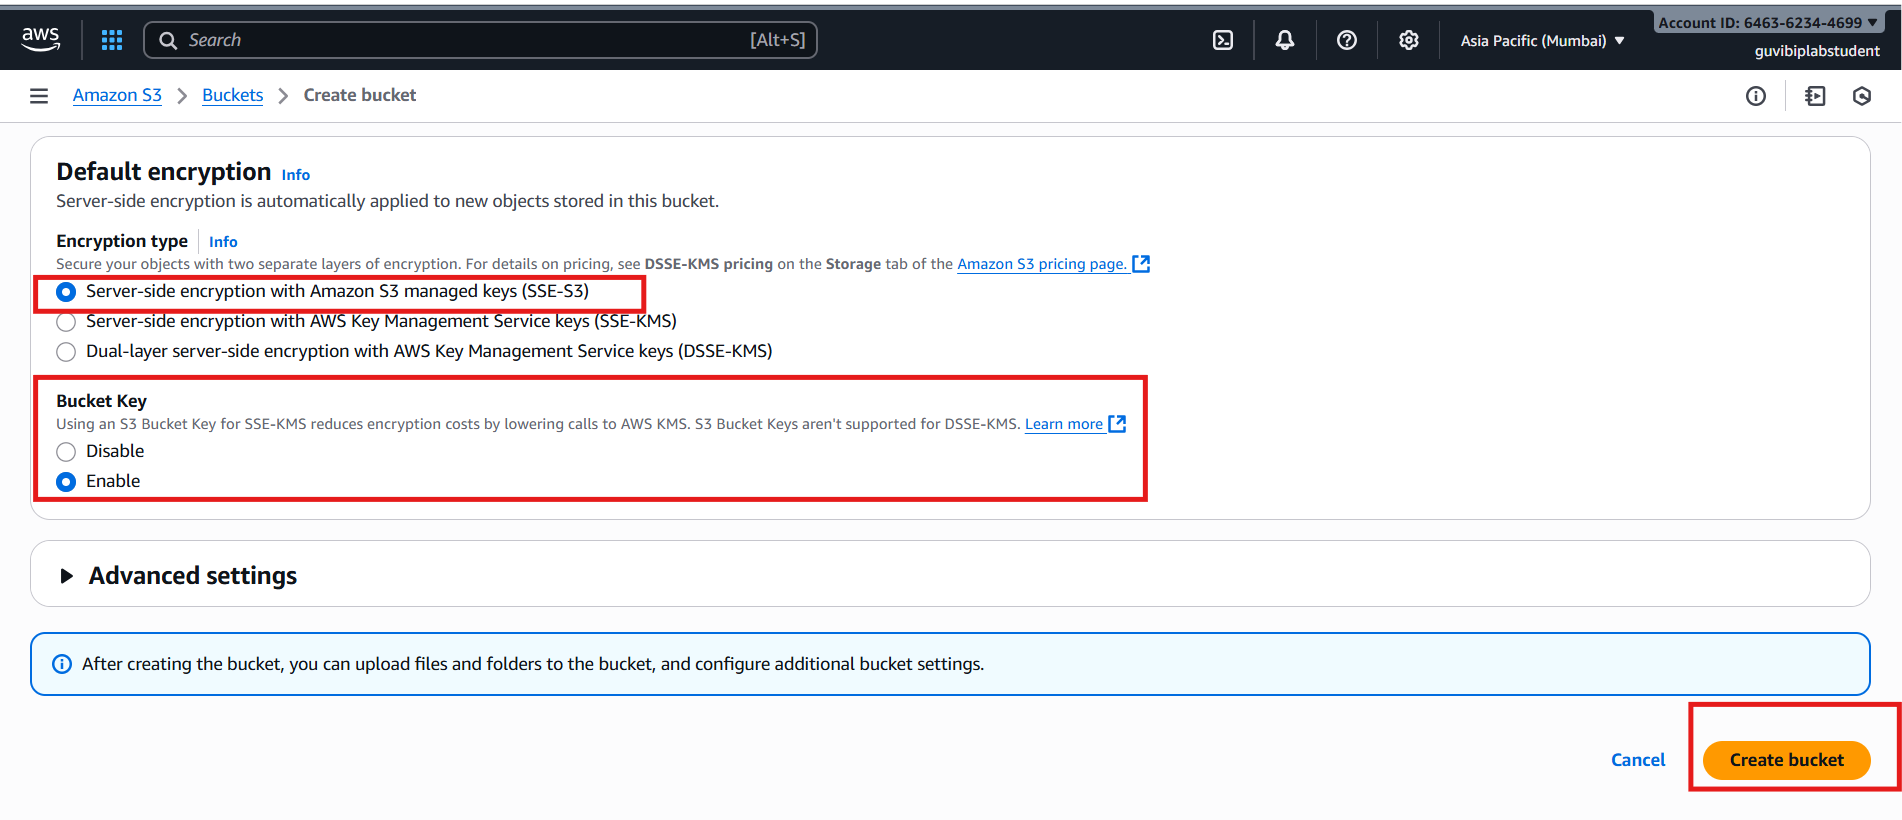 aws
Search [Alt+S]
Asia Pacific (Mumbai)
Account ID: 6463-6234-4699
guvibiplabstudent
Amazon S3 > Buckets > Create bucket
Default encryption Info
Server-side encryption is automatically applied to new objects stored in this bucket.
Encryption type Info
Secure your objects with two separate layers of encryption. For details on pricing, see DSSE-KMS pricing on the Storage tab of the Amazon S3 pricing page.
Server-side encryption with Amazon S3 managed keys (SSE-S3)
Server-side encryption with AWS Key Management Service keys (SSE-KMS)
Dual-layer server-side encryption with AWS Key Management Service keys (DSSE-KMS)
Bucket Key
Using an S3 Bucket Key for SSE-KMS reduces encryption costs by lowering calls to AWS KMS. S3 Bucket Keys aren't supported for DSSE-KMS. Learn more
Disable
Enable
Advanced settings
After creating the bucket, you can upload files and folders to the bucket, and configure additional bucket settings.
Cancel
Create bucket